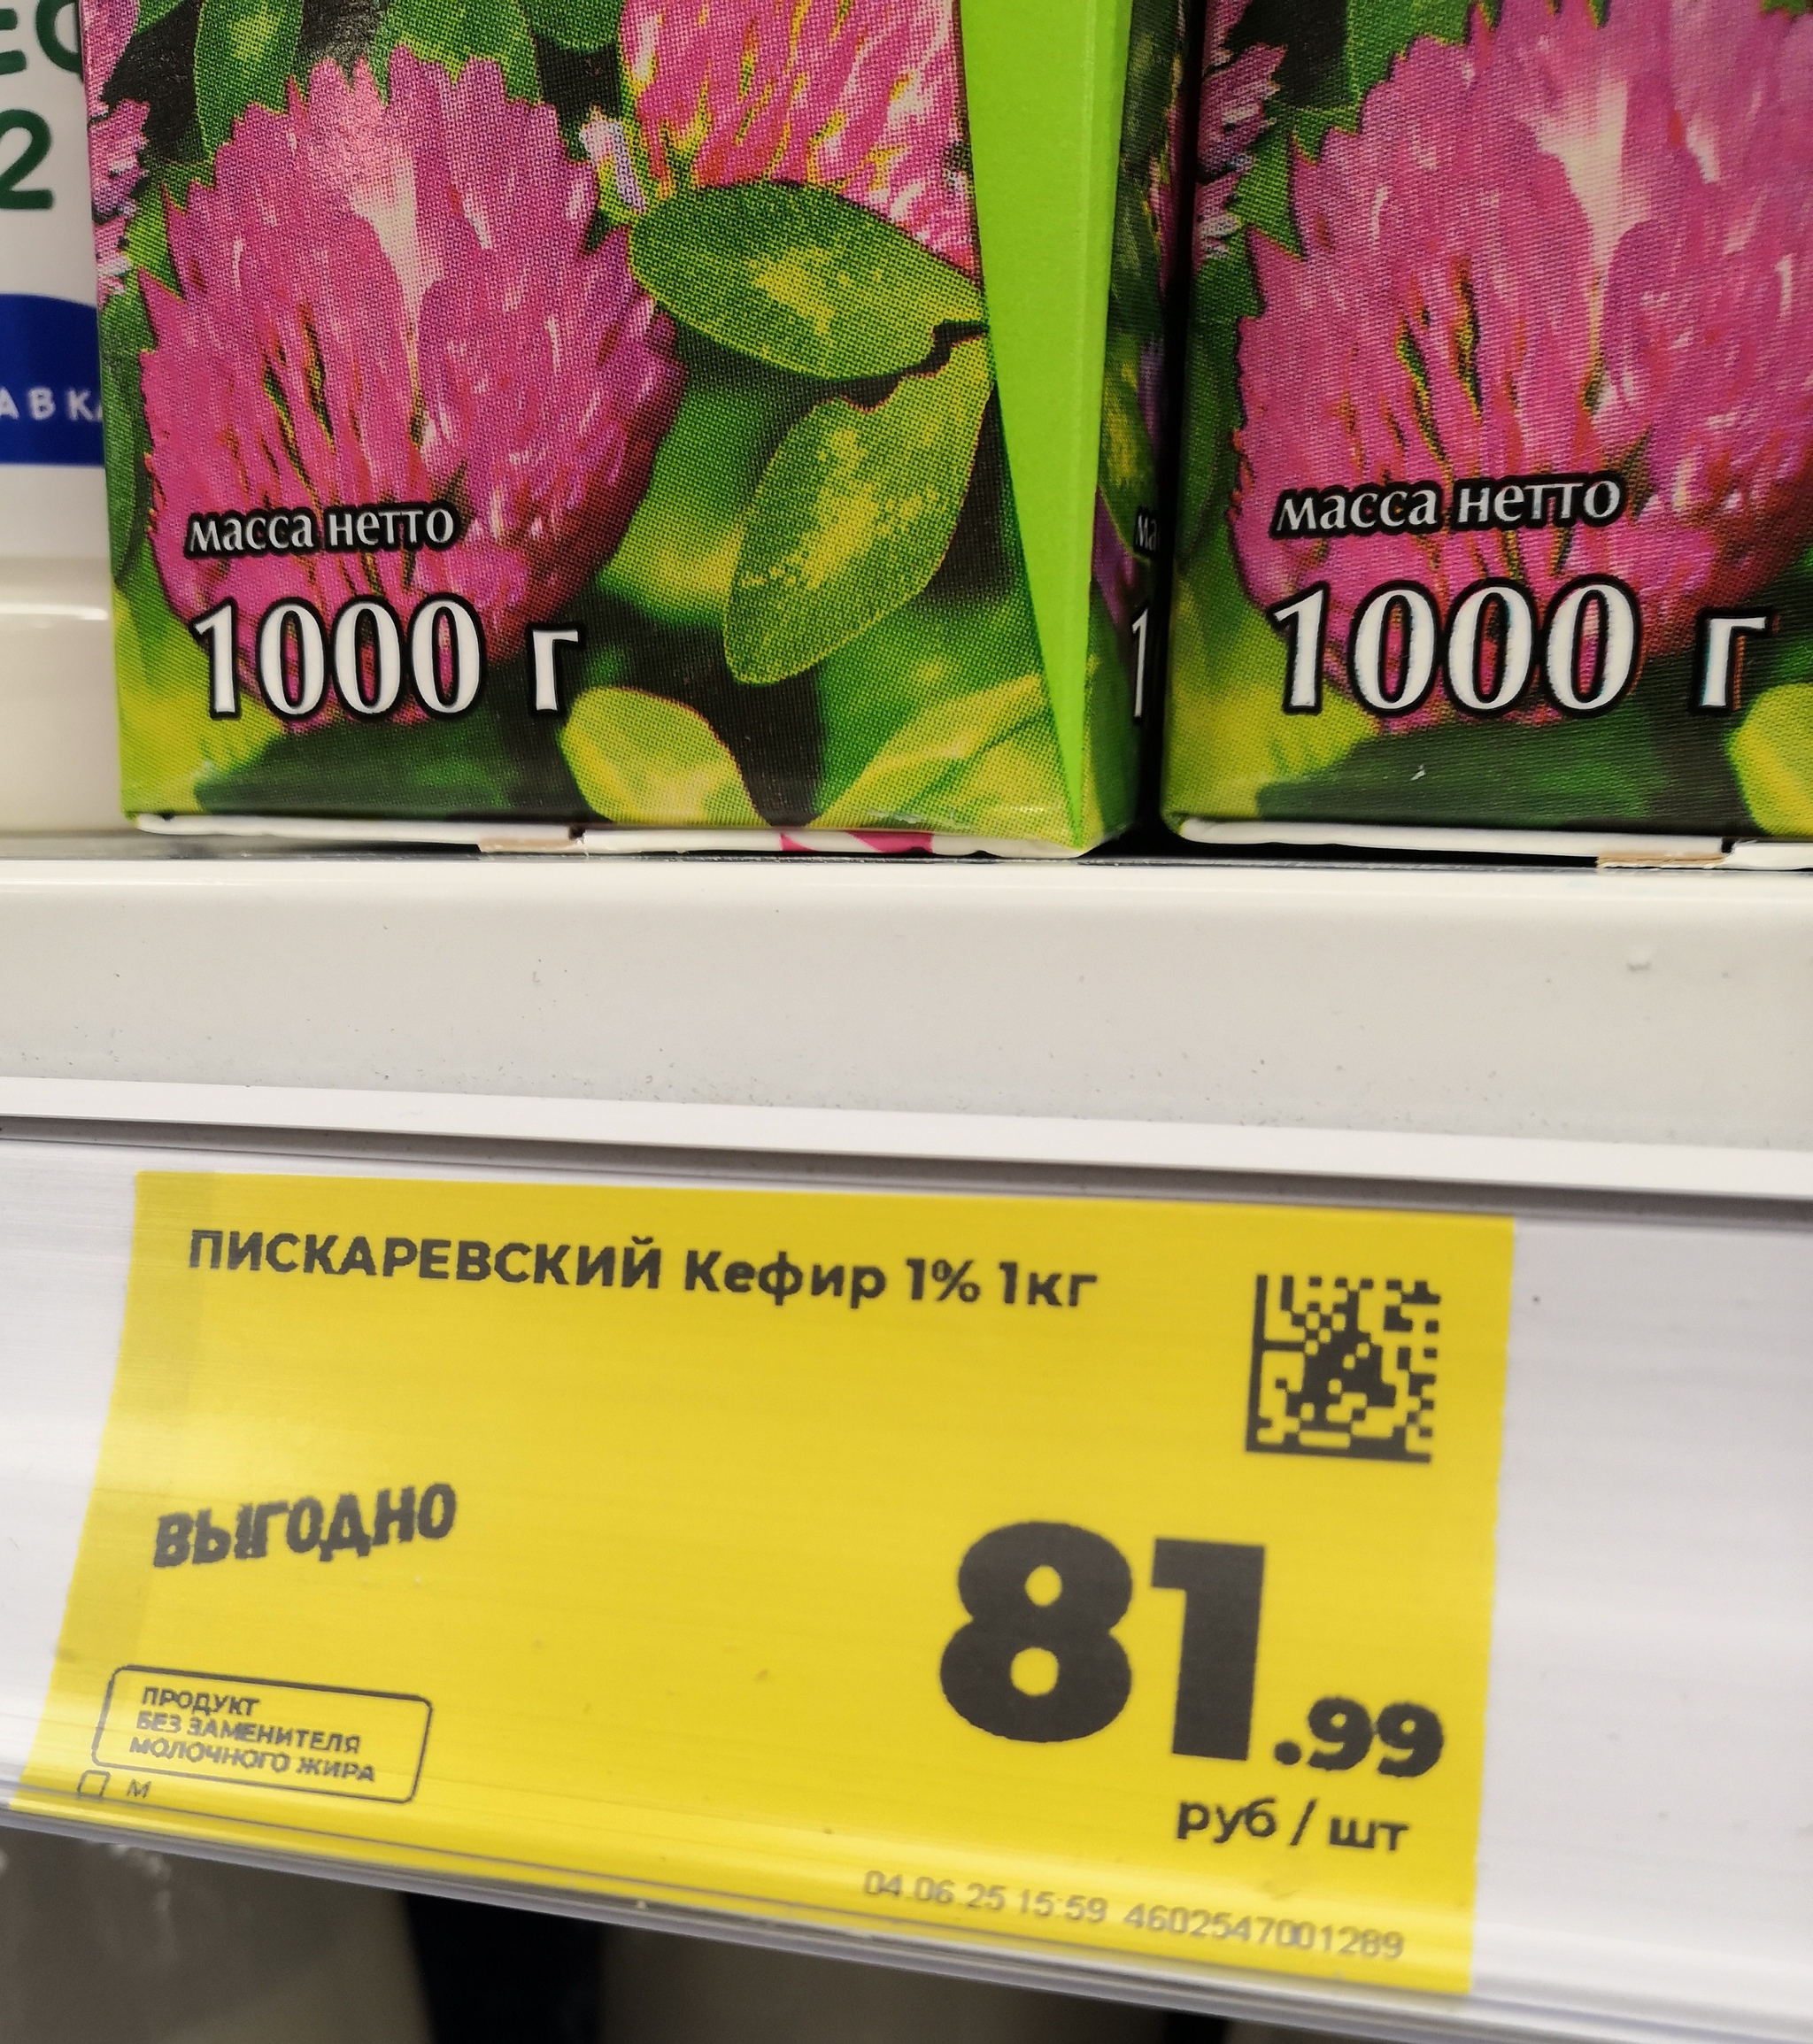 2
масса нетто
1000 г
масса нетто
1000 г
ПИСКАРЕВСКИЙ Кефир 1% 1кг
ВЫГОДНО
81.99
руб / шт
ПРОДУКТ
БЕЗ ЗАМЕНИТЕЛЯ
МОЛОЧНОГО ЖИРА
М
04.06.25 15:59 4602547001289